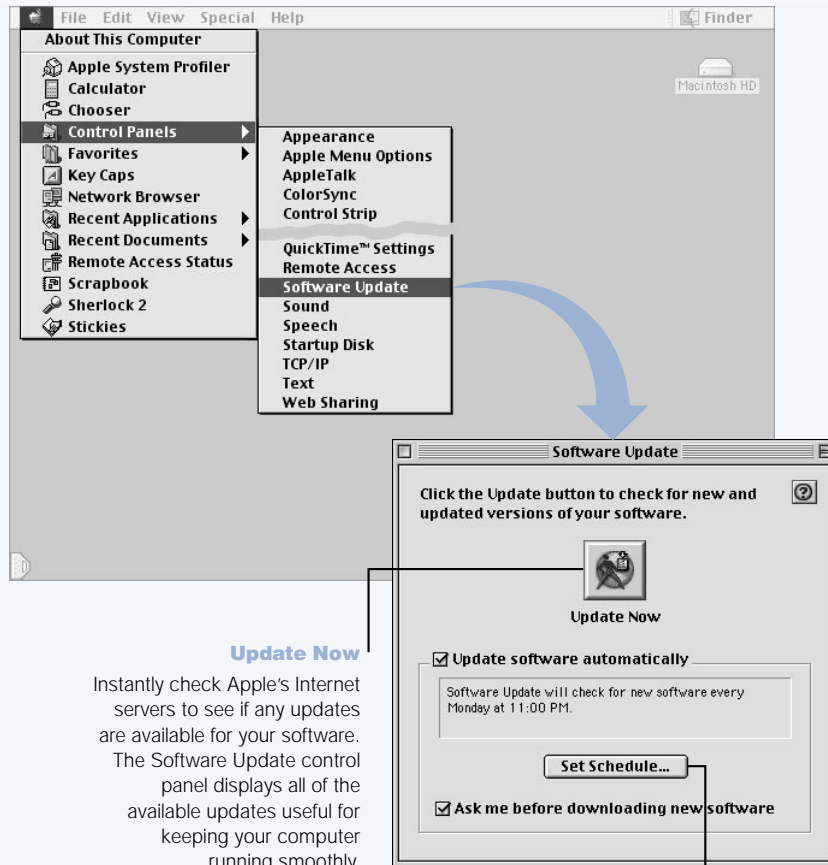 File Edit View Special Help
Finder
About This Computer
Apple System Profiler
Calculator
Chooser
Control Panels
Favorites
Key Caps
Network Browser
Recent Applications
Recent Documents
Remote Access Status
Scrapbook
Sherlock 2
Stickies
Macintosh HD
Appearance
Apple Menu Options
AppleTalk
ColorSync
Control Strip
QuickTime™ Settings
Remote Access
Software Update
Sound
Speech
Startup Disk
TCP/IP
Text
Web Sharing
Software Update
Click the Update button to check for new and
updated versions of your software.
Update Now
Update software automatically
Software Update will check for new software every
Monday at 11:00 PM.
Set Schedule...
Ask me before downloading new software
Update Now
Instantly check Apple's Internet
servers to see if any updates
are available for your software.
The Software Update control
panel displays all of the
available updates useful for
keeping your computer
running smoothly.